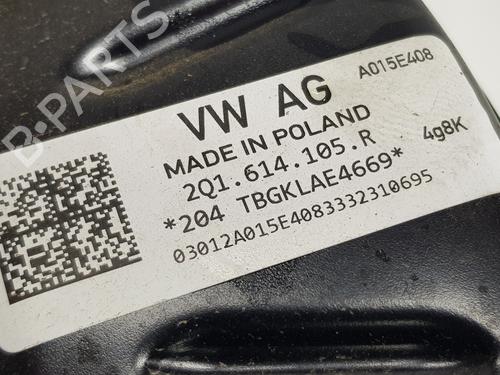 A015E408
VW AG
MADE IN POLAND
2Q1.614.105.R
4g8K
*204 TBGKLAE4669*
03012A015E4083332310695
B-PARTS